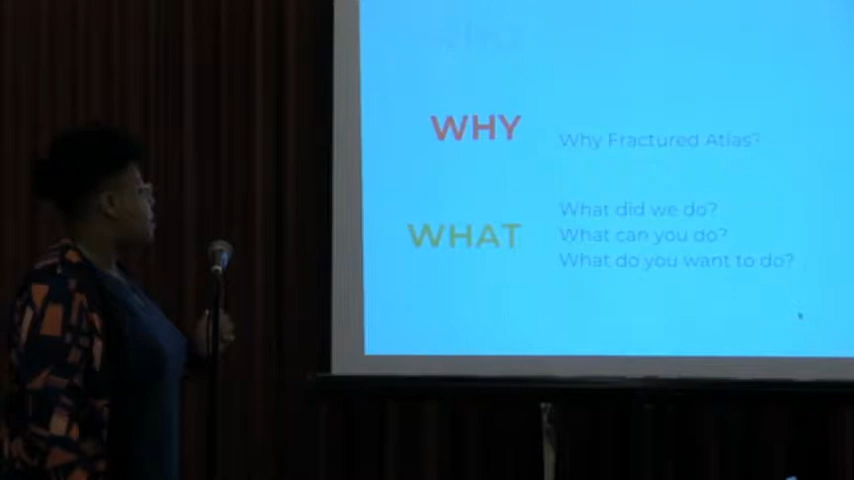 WHY
Why Fractured Atlas?
WHAT
What did we do?
What can you do?
What do you want to do?